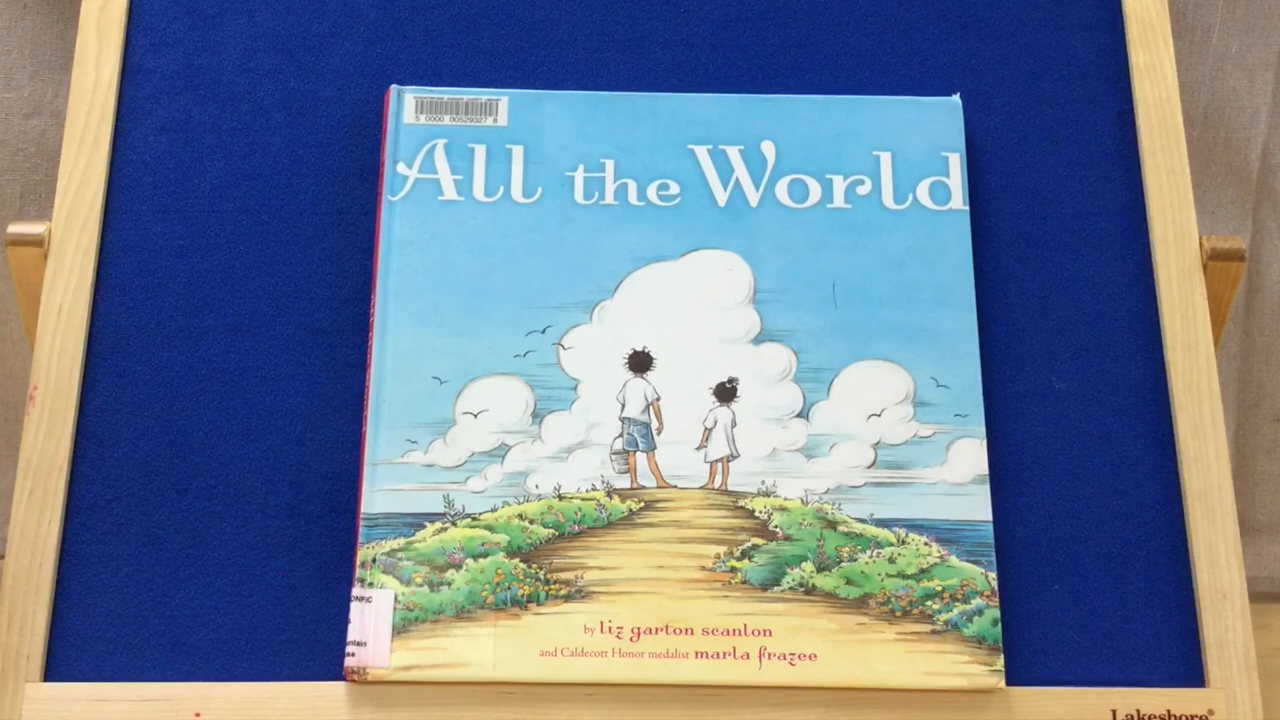 5 0000 00529327 8
All the World
by liz garton scanlon
and Caldecott Honor medalist marla frazee
Lakeshore®